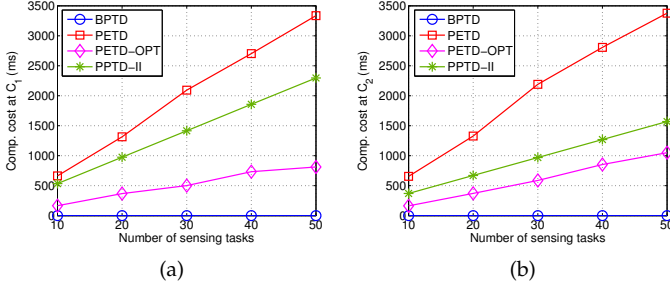 3500
3000
2500
2000
1500
1000
500
0
Comp. cost at C1 (ms)
BPTD
PETD
PETD−OPT
PPTD−II
10 20 30 40 50
Number of sensing tasks
(a)
3500
3000
2500
2000
1500
1000
500
0
Comp. cost at C2 (ms)
BPTD
PETD
PETD−OPT
PPTD−II
10 20 30 40 50
Number of sensing tasks
(b)